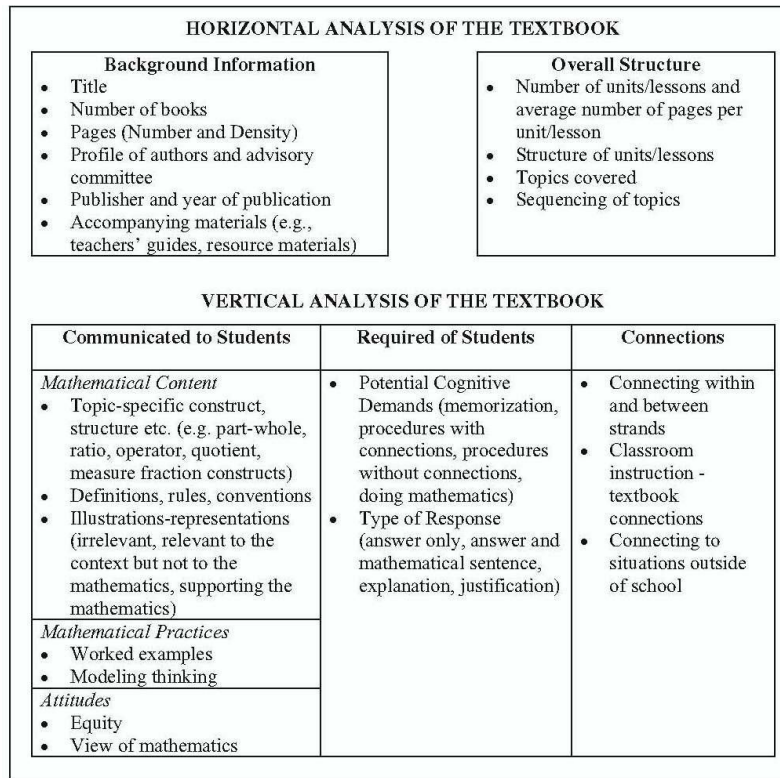 HORIZONTAL ANALYSIS OF THE TEXTBOOK
Background Information
• Title
• Number of books
• Pages (Number and Density)
• Profile of authors and advisory
committee
• Publisher and year of publication
• Accompanying materials (e.g.,
teachers’ guides, resource materials)
Overall Structure
• Number of units/lessons and
average number of pages per
unit/lesson
• Structure of units/lessons
• Topics covered
• Sequencing of topics
VERTICAL ANALYSIS OF THE TEXTBOOK
Communicated to Students
Mathematical Content
• Topic-specific construct,
structure etc. (e.g. part-whole,
ratio, operator, quotient,
measure fraction constructs)
• Definitions, rules, conventions
• Illustrations-representations
(irrelevant, relevant to the
context but not to the
mathematics, supporting the
mathematics)
Mathematical Practices
• Worked examples
• Modeling thinking
Attitudes
• Equity
• View of mathematics
Required of Students
• Potential Cognitive
Demands (memorization,
procedures with
connections, procedures
without connections,
doing mathematics)
• Type of Response
(answer only, answer and
mathematical sentence,
explanation, justification)
Connections
• Connecting within
and between
strands
• Classroom
instruction -
textbook
connections
• Connecting to
situations outside
of school